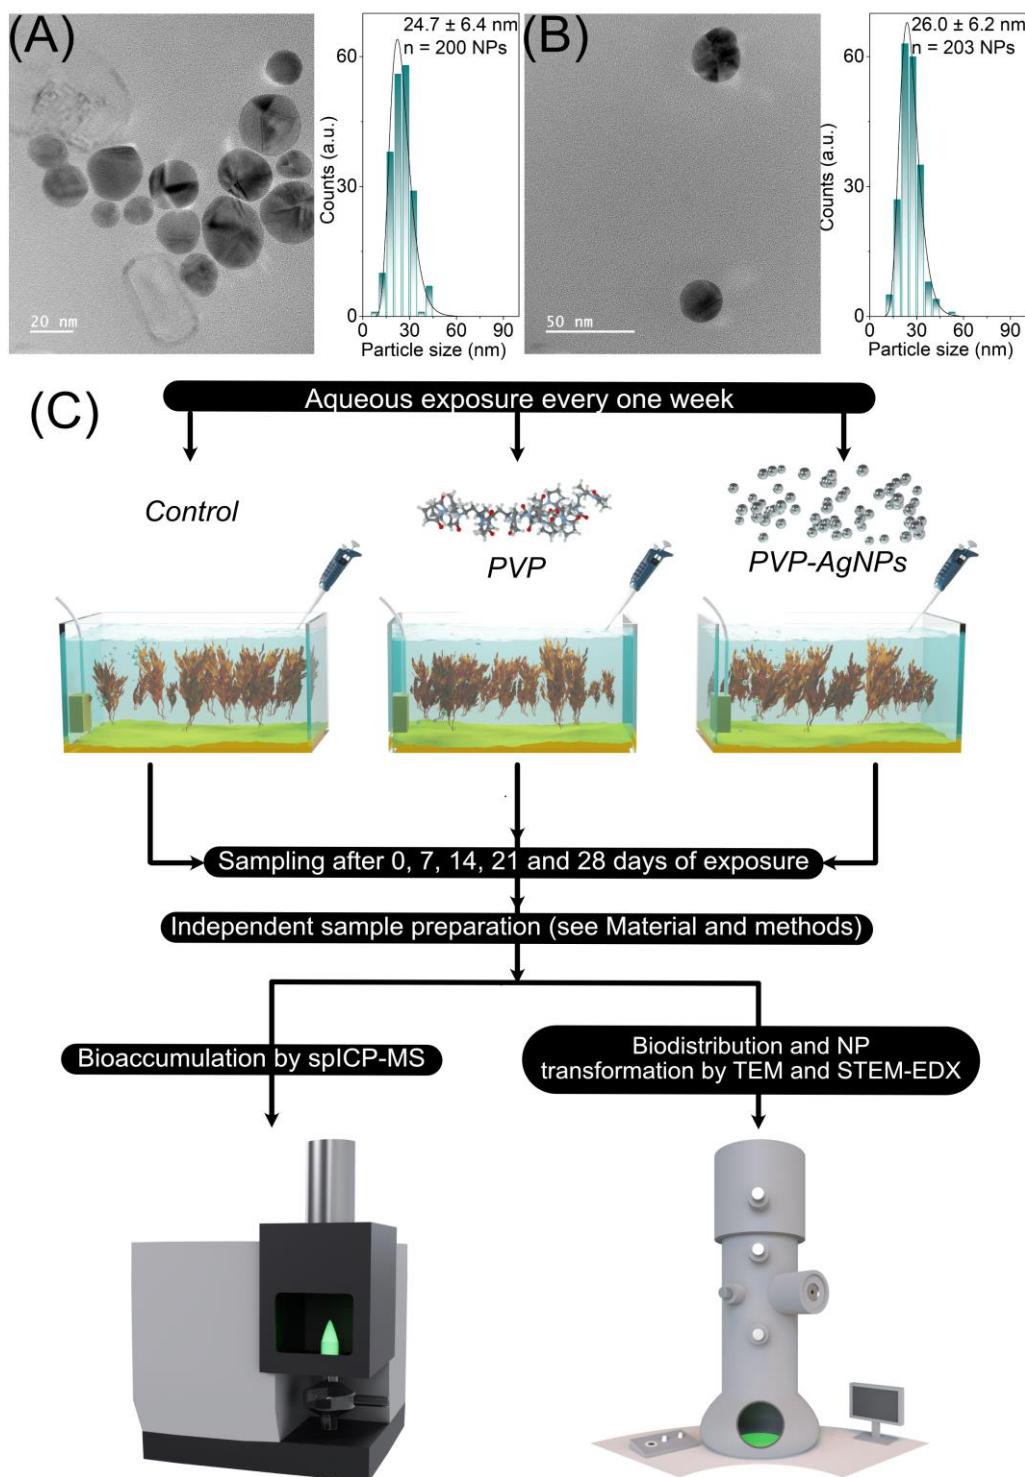 (A)
20 nm
24.7 ± 6.4 nm
n = 200 NPs
Counts (a.u.)
60
30
0
0 30 60 90
Particle size (nm)
(B)
50 nm
26.0 ± 6.2 nm
n = 203 NPs
Counts (a.u.)
60
30
0
0 30 60 90
Particle size (nm)
(C)
Aqueous exposure every one week
Control
PVP
PVP-AgNPs
Sampling after 0, 7, 14, 21 and 28 days of exposure
Independent sample preparation (see Material and methods)
Bioaccumulation by spICP-MS
Biodistribution and NP
transformation by TEM and STEM-EDX